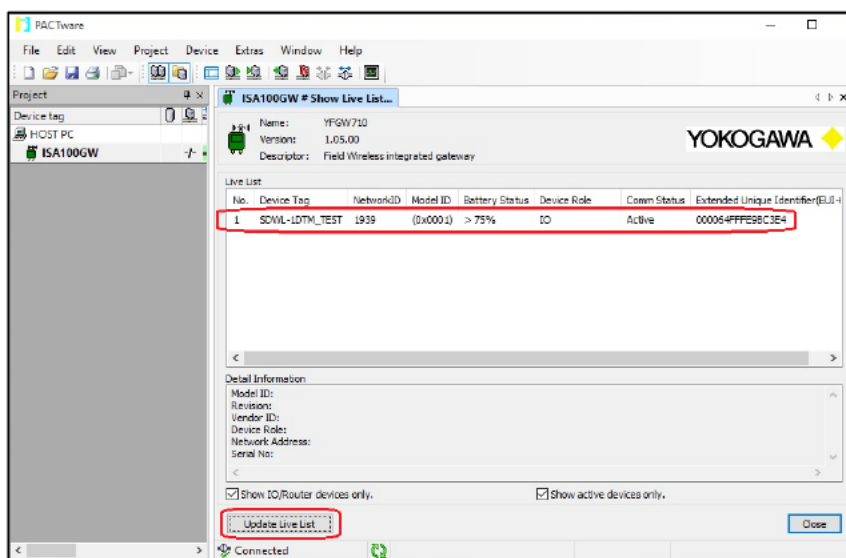 PACTware
File Edit View Project Device Extras Window Help
Project
ISA100GW # Show Live List...
Device tag
HOST PC
ISA100GW
Name: YFGW710
Version: 1.05.00
Descriptor: Field Wireless integrated gateway
YOKOGAWA
Live List
No. Device Tag NetworkID Model ID Battery Status Device Role Comm Status Extended Unique Identifier(EUI-
1 SDWL-1DTM_TEST 1939 (0x0001) > 75% IO Active 000064FFFE9BC3E4
Detail Information
Model ID:
Revision:
Vendor ID:
Device Role:
Network Address:
Serial No:
Show IO/Router devices only. Show active devices only.
Update Live List Close
Connected